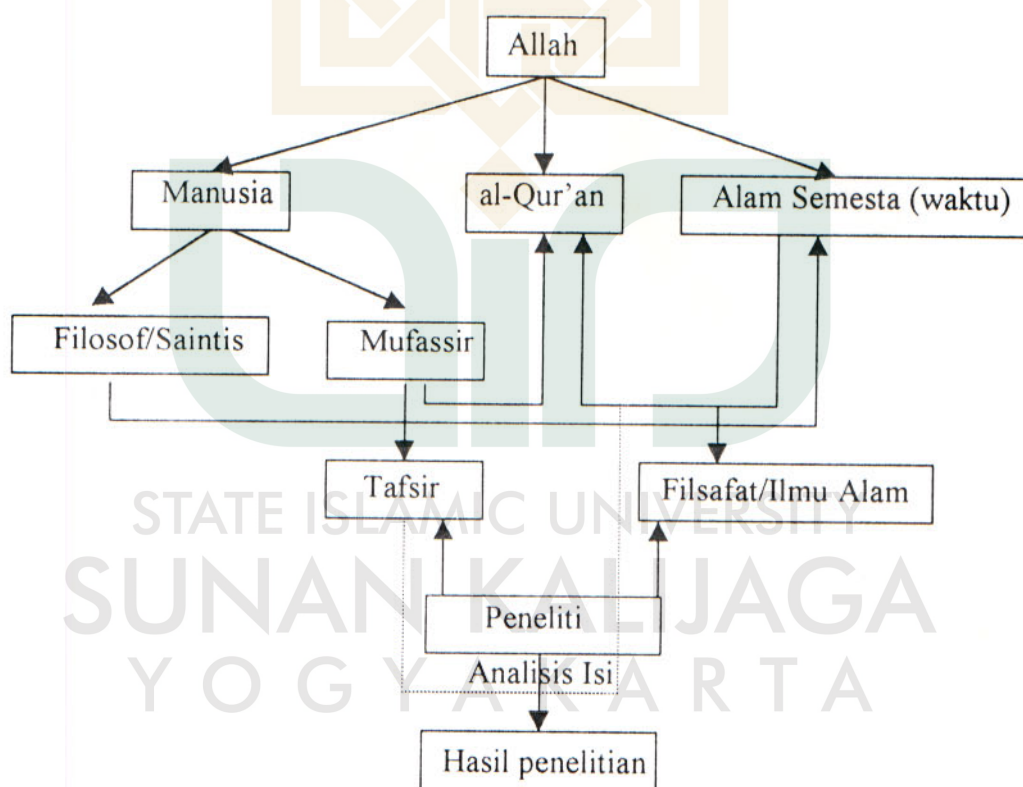 Allah
Manusia
al-Qur'an
Alam Semesta (waktu)
Filosof/Saintis
Mufassir
Tafsir
Filsafat/Ilmu Alam
STATE ISLAMIC UNIVERSITY
SUNAN KALIJAGA
Peneliti
Analisis Isi
YOGYAKARTA
Hasil penelitian